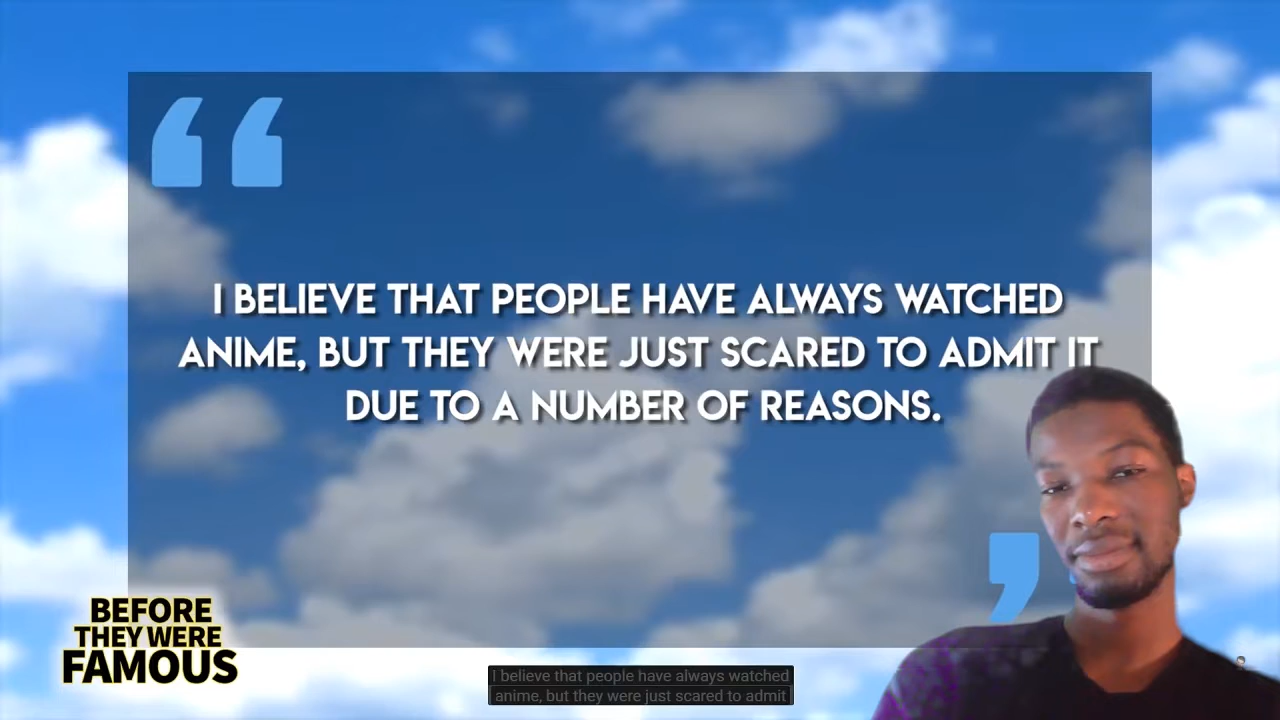 I BELIEVE THAT PEOPLE HAVE ALWAYS WATCHED
ANIME, BUT THEY WERE JUST SCARED TO ADMIT IT
DUE TO A NUMBER OF REASONS.
BEFORE
THEY WERE
FAMOUS
I believe that people have always watched
anime, but they were just scared to admit